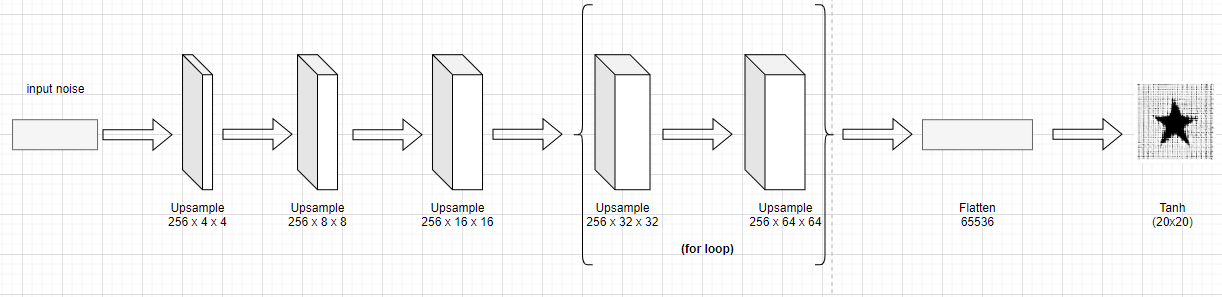 input noise
Upsample
256 x 4 x 4
Upsample
256 x 8 x 8
Upsample
256 x 16 x 16
Upsample
256 x 32 x 32
Upsample
256 x 64 x 64
(for loop)
Flatten
65536
Tanh
(20x20)